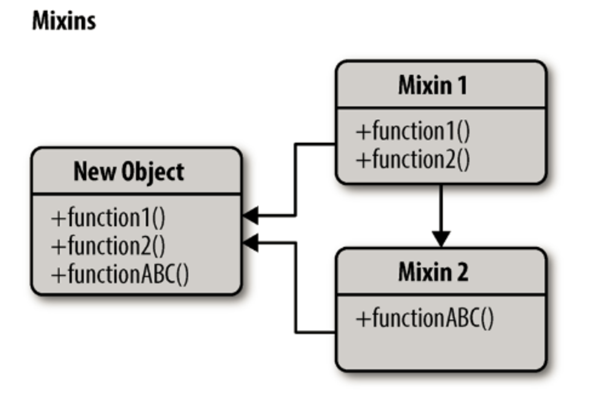 Mixins
Mixin 1
+function1()
+function2()
New Object
+function1()
+function2()
+functionABC()
Mixin 2
+functionABC()